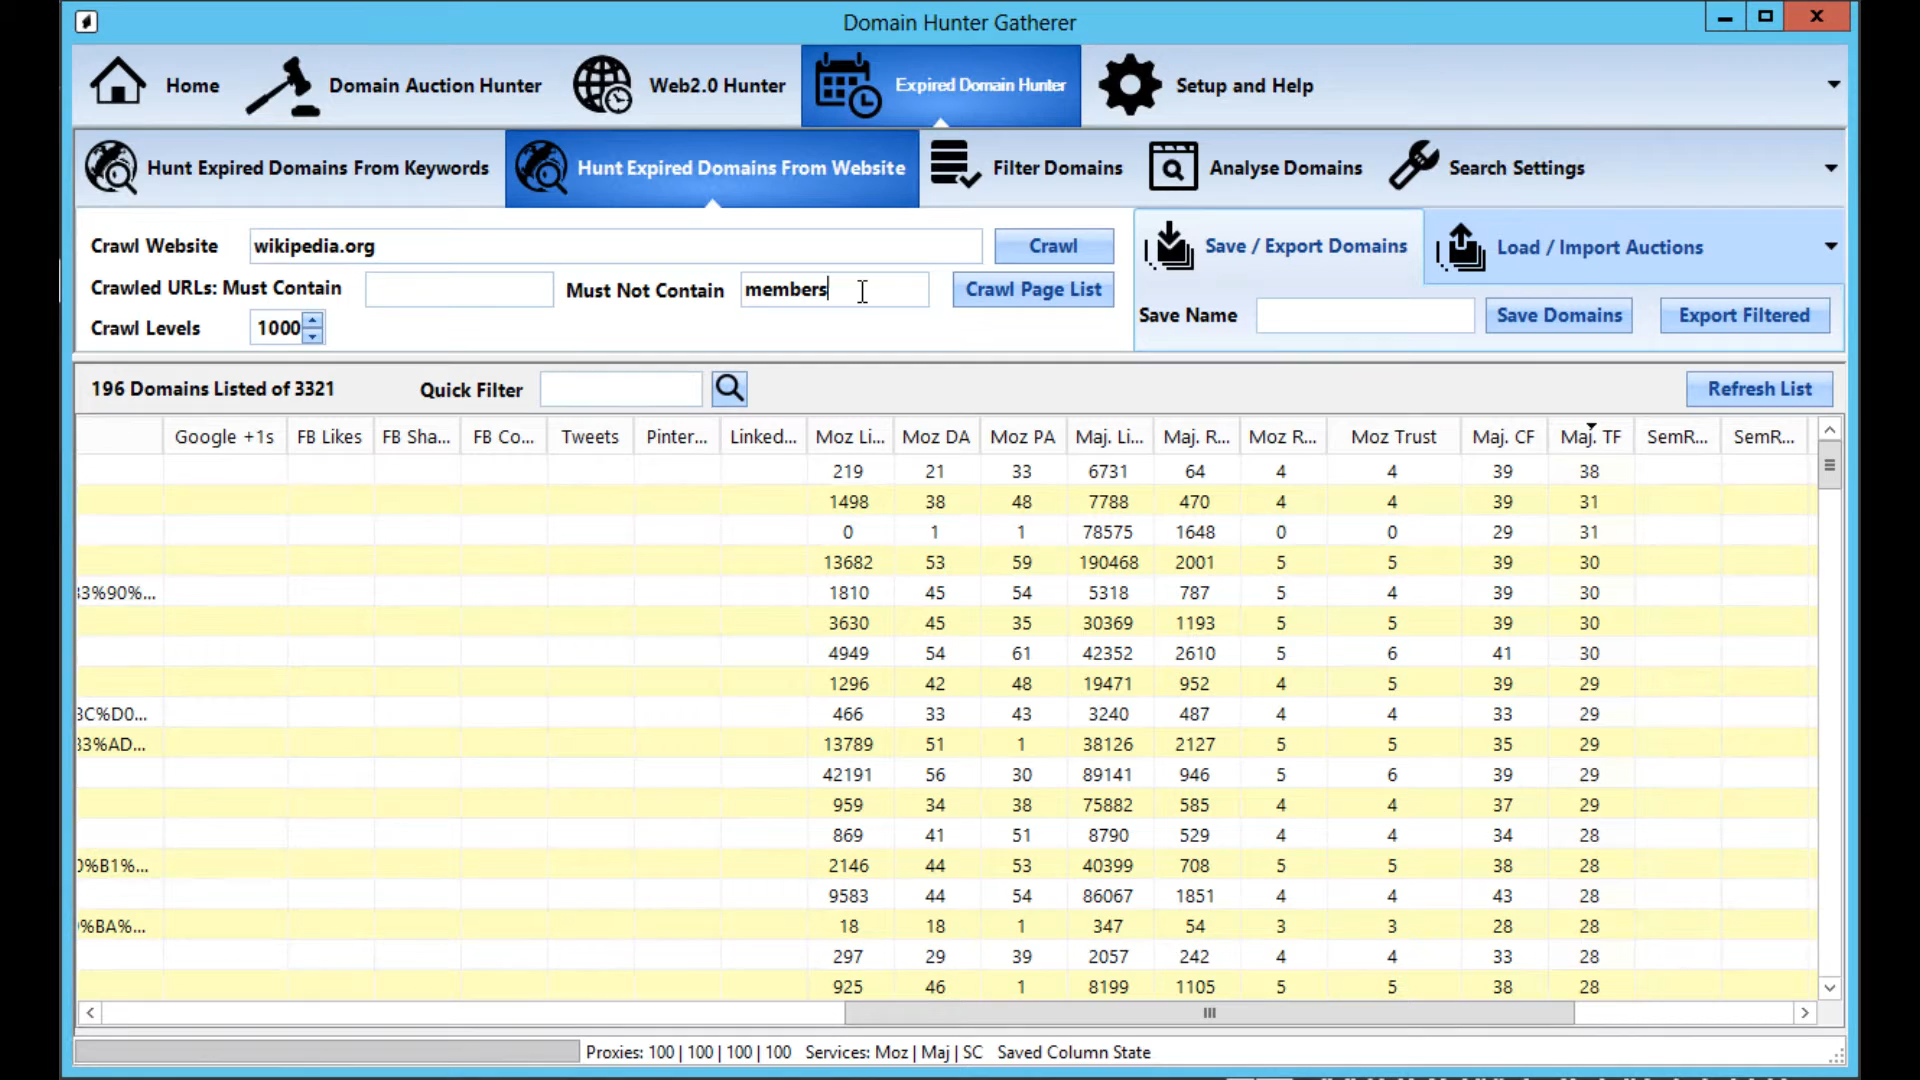 Domain Hunter Gatherer
Home Domain Auction Hunter Web2.0 Hunter Expired Domain Hunter Setup and Help
Hunt Expired Domains From Keywords Hunt Expired Domains From Website Filter Domains Analyse Domains Search Settings
Crawl Website wikipedia.org Crawl Save / Export Domains Load / Import Auctions
Crawled URLs: Must Contain Must Not Contain members Crawl Page List
Save Name Save Domains Export Filtered
Crawl Levels 1000
196 Domains Listed of 3321 Quick Filter Refresh List
Google +1s FB Likes FB Sha... FB Co... Tweets Pinter... Linked... Moz Li... Moz DA Moz PA Maj. Li... Maj. R... Moz R... Moz Trust Maj. CF Maj. TF SemR... SemR...
219 21 33 6731 64 4 4 39 38
1498 38 48 7788 470 4 4 39 31
0 1 1 78575 1648 0 0 29 31
13682 53 59 190468 2001 5 5 39 30
33%90%... 1810 45 54 5318 787 5 4 39 30
3630 45 35 30369 1193 5 5 39 30
4949 54 61 42352 2610 5 6 41 30
1296 42 48 19471 952 4 5 39 29
3C%D0... 466 33 43 3240 487 4 4 33 29
33%AD... 13789 51 1 38126 2127 5 5 35 29
42191 56 30 89141 946 5 6 39 29
959 34 38 75882 585 4 4 37 29
869 41 51 8790 529 4 4 34 28
0%B1%... 2146 44 53 40399 708 5 5 38 28
9583 44 54 86067 1851 4 4 43 28
%BA%... 18 18 1 347 54 3 3 28 28
297 29 39 2057 242 4 4 33 28
925 46 1 8199 1105 5 5 38 28
Proxies: 100 | 100 | 100 | 100 Services: Moz | Maj | SC Saved Column State